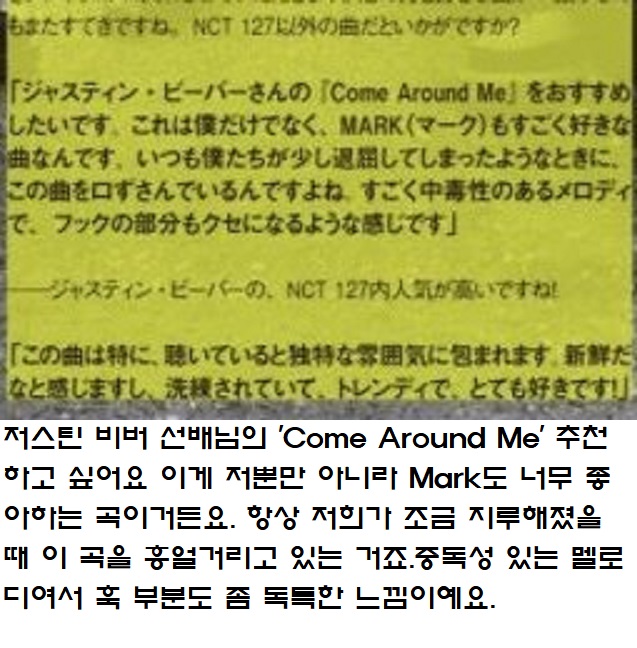 もまたすてきですね。NCT 127以外の曲だといかがですか?
「ジャスティン・ビーバーさんの『Come Around Me』をおすすめ
したいです。これは僕だけでなく、MARK(マーク)もすごく好きな
曲なんです。いつも僕たちが少し退屈してしまったようなときに、
この曲を口ずさんでいるんですよね。すごく中毒性のあるメロディ
で、フックの部分もクセになるような感じです」
──ジャスティン・ビーバーの、NCT 127内人気が高いですね!
「この曲は特に、聴いていると独特な雰囲気に包まれます。新鮮だ
なと感じますし、洗練されていて、トレンディで、とても好きです!」
저스틴 비버 선배님의 'Come Around Me' 추천
하고 싶어요 이게 저뿐만 아니라 Mark도 너무 좋
아하는 곡이거든요. 항상 저희가 조금 지루해졌을
때 이 곡을 흥얼거리고 있는 거죠.중독성 있는 멜로
디여서 훅 부분도 좀 독특한 느낌이예요.